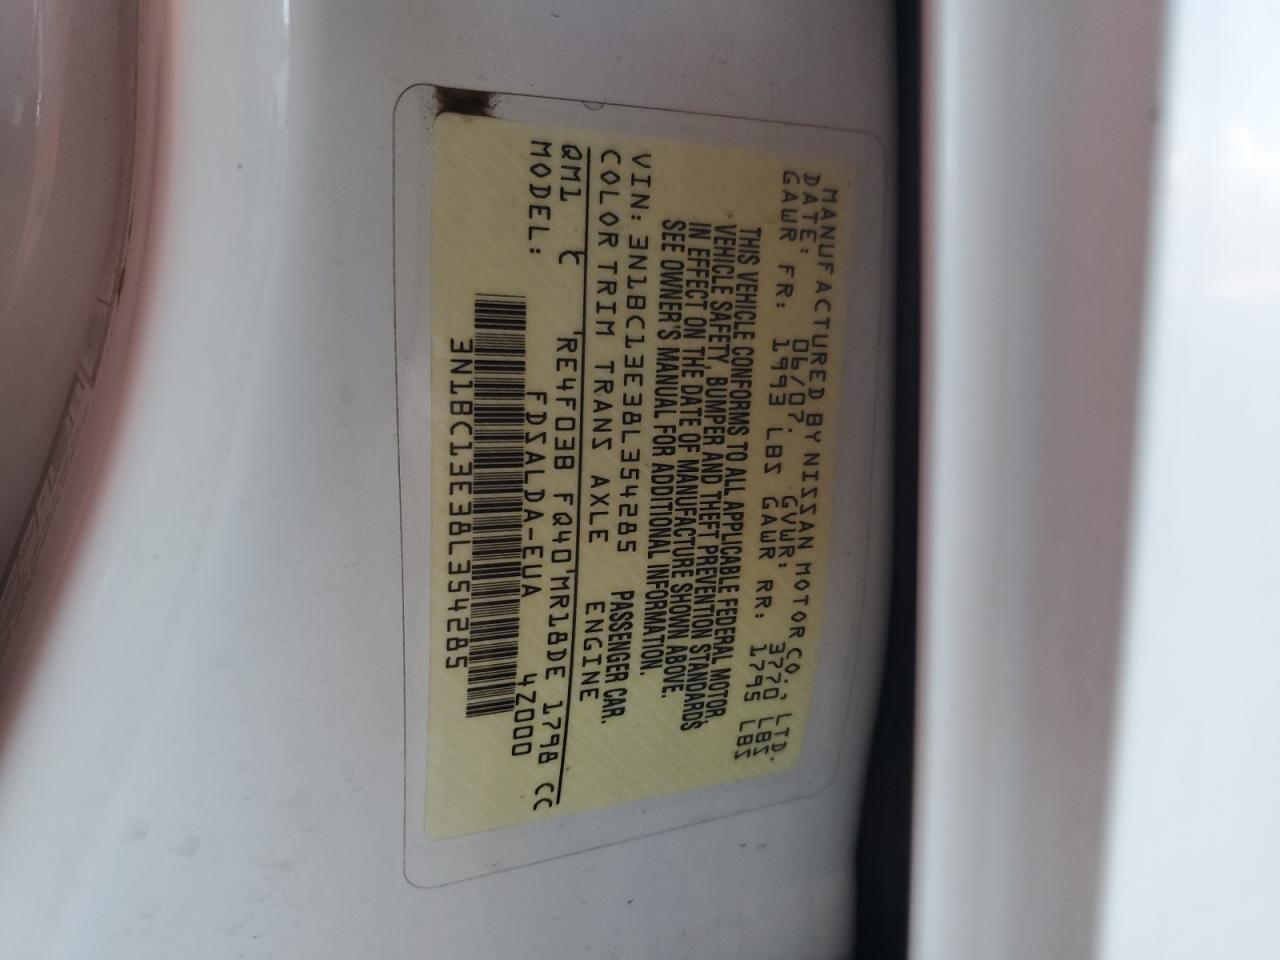 MANUFACTURED BY NISSAN MOTOR CO., LTD.
DATE: 06/07. GVWR: 3770 LBS
GAWR FR: 1993 LBS GAWR RR: 1795 LBS
THIS VEHICLE CONFORMS TO ALL APPLICABLE FEDERAL MOTOR
VEHICLE SAFETY, BUMPER AND THEFT PREVENTION STANDARDS
IN EFFECT ON THE DATE OF MANUFACTURE SHOWN ABOVE.
SEE OWNER'S MANUAL FOR ADDITIONAL INFORMATION.
VIN: 3N1BC13E38L354285 PASSENGER CAR.
COLOR TRIM TRANS AXLE ENGINE
QM1 C RE4F03B FQ40 MR18DE 1798 CC
MODEL: FDSALDA-EUA 4Z000
3N1BC13E38L354285